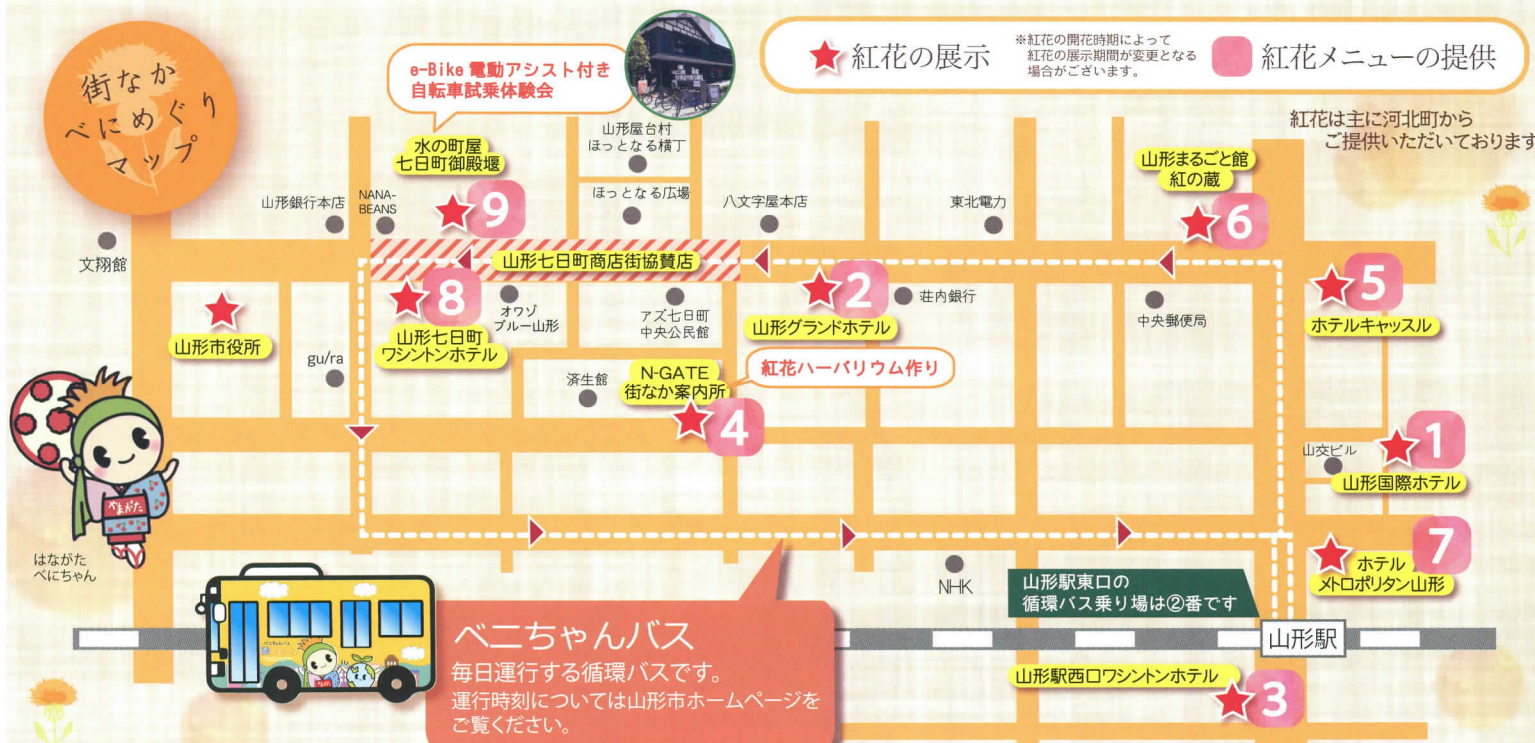 街なか
べにめぐり
マップ
e-Bike 電動アシスト付き
自転車試乗体験会
紅花の展示
※紅花の開花時期によって
紅花の展示期間が変更となる
場合がございます。
紅花メニューの提供
紅花は主に河北町から
ご提供いただいております
水の町屋
七日町御殿堰
山形屋台村
ほっとなる横丁
ほっとなる広場
山形まるごと館
紅の蔵
山形銀行本店
NANA-
BEANS
9
八文字屋本店
東北電力
6
文翔館
山形七日町商店街協賛店
山形市役所
8
山形七日町
ワシントンホテル
オワゾ
ブルー山形
アズ七日町
中央公民館
2
山形グランドホテル
荘内銀行
中央郵便局
5
ホテルキャッスル
gu/ra
済生館
N-GATE
街なか案内所
紅花ハーバリウム作り
4
山交ビル
1
山形国際ホテル
やまがた
はながた
べにちゃん
NHK
山形駅東口の
循環バス乗り場は②番です
7
ホテル
メトロポリタン山形
ベニちゃんバス
ベニちゃんバス
毎日運行する循環バスです。
運行時刻については山形市ホームページを
ご覧ください。
山形駅
山形駅西口ワシントンホテル
3